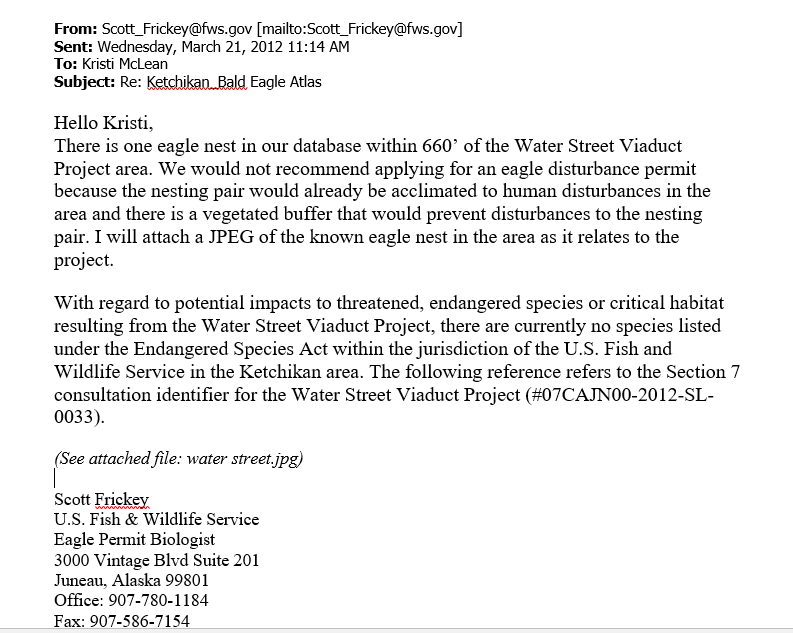 From: Scott_Frickey@fws.gov [mailto:Scott_Frickey@fws.gov]
Sent: Wednesday, March 21, 2012 11:14 AM
To: Kristi McLean
Subject: Re: Ketchikan_Bald Eagle Atlas
Hello Kristi,
There is one eagle nest in our database within 660’ of the Water Street Viaduct
Project area. We would not recommend applying for an eagle disturbance permit
because the nesting pair would already be acclimated to human disturbances in the
area and there is a vegetated buffer that would prevent disturbances to the nesting
pair. I will attach a JPEG of the known eagle nest in the area as it relates to the
project.
With regard to potential impacts to threatened, endangered species or critical habitat
resulting from the Water Street Viaduct Project, there are currently no species listed
under the Endangered Species Act within the jurisdiction of the U.S. Fish and
Wildlife Service in the Ketchikan area. The following reference refers to the Section 7
consultation identifier for the Water Street Viaduct Project (#07CAJN00-2012-SL-
0033).
(See attached file: water street.jpg)
Scott Frickey
U.S. Fish & Wildlife Service
Eagle Permit Biologist
3000 Vintage Blvd Suite 201
Juneau, Alaska 99801
Office: 907-780-1184
Fax: 907-586-7154